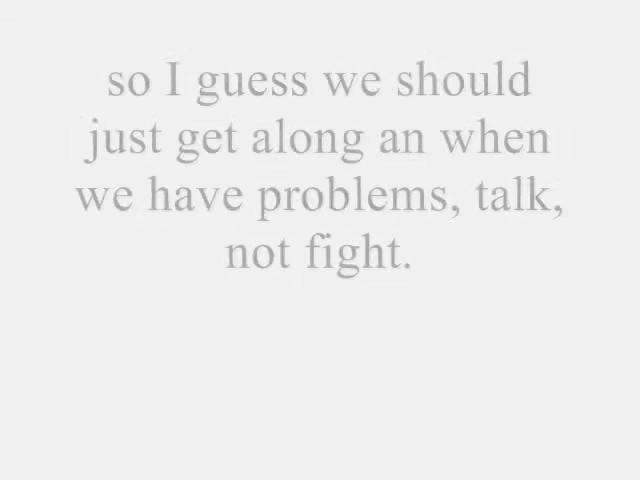 so I guess we should
just get along an when
we have problems, talk,
not fight.